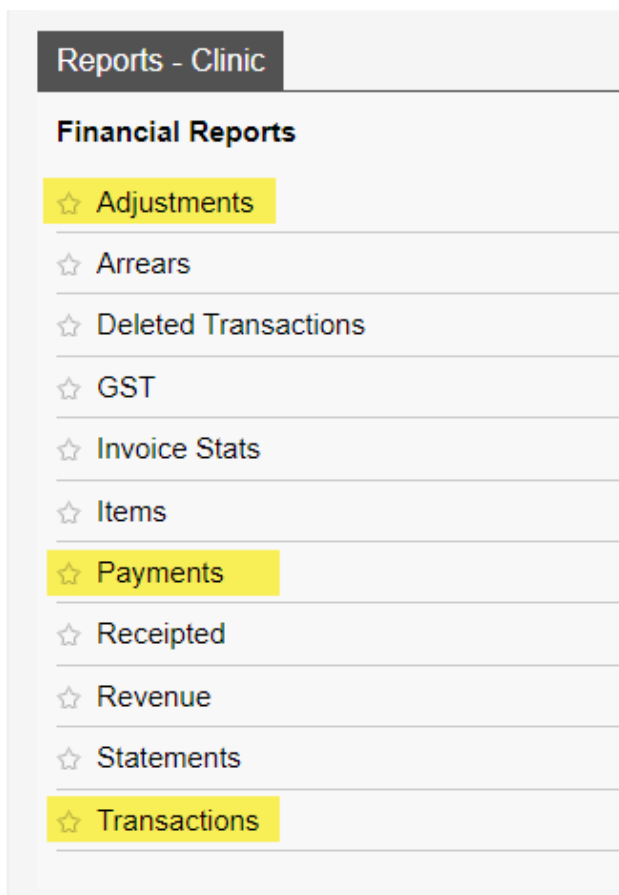 Reports - Clinic
Financial Reports
Adjustments
Arrears
Deleted Transactions
GST
Invoice Stats
Items
Payments
Receipted
Revenue
Statements
Transactions